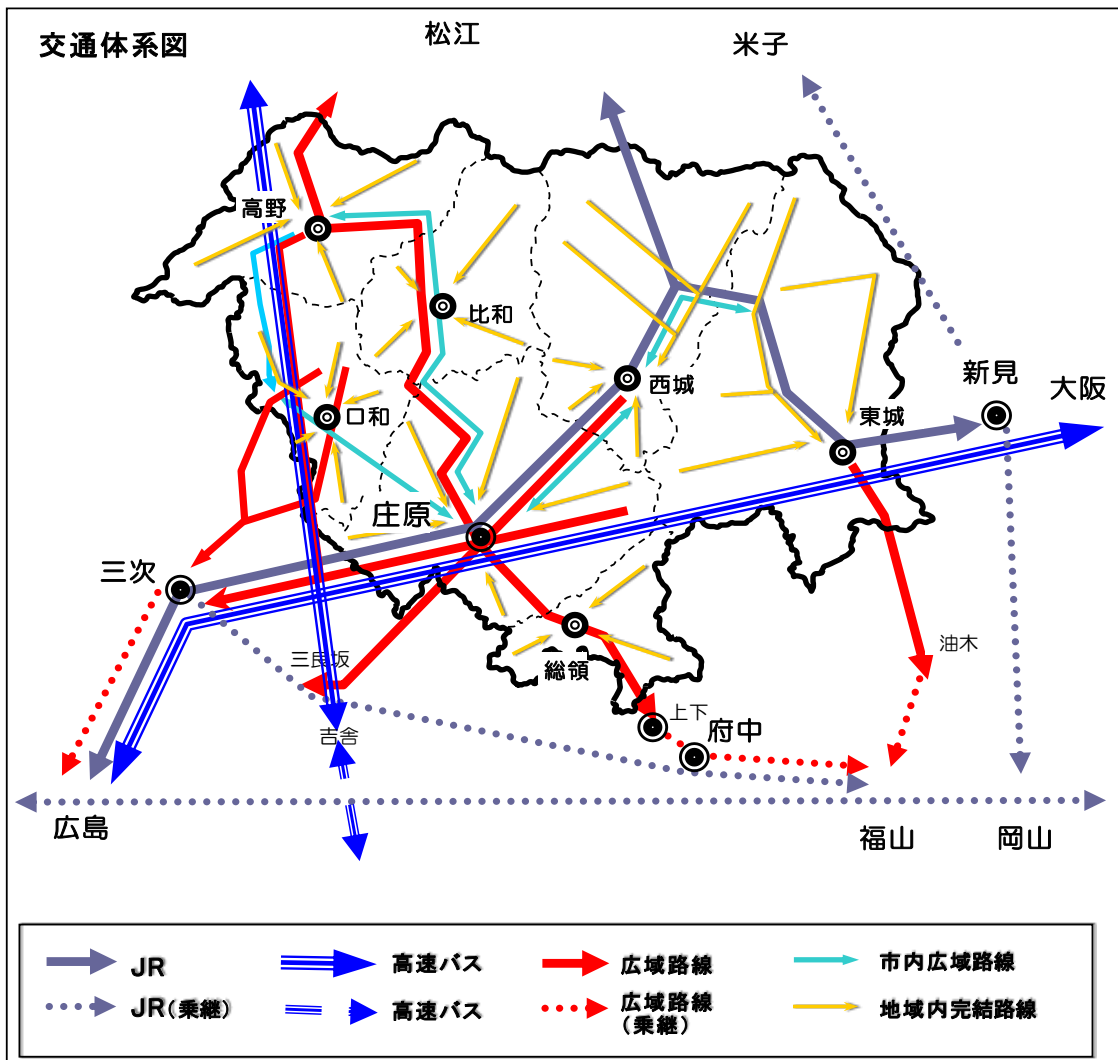 交通体系図
松江
米子
高野
比和
新見
大阪
西城
口和
東城
庄原
三次
三良坂
総領
油木
上下
府中
吉舎
広島
福山
岡山
JR
高速バス
広域路線
市内広域路線
JR(乗継)
高速バス
広域路線
(乗継)
地域内完結路線